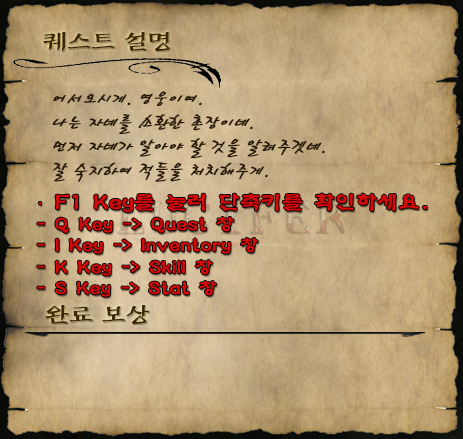 퀘스트 설명
어서오시게. 영웅이여.
나는 자네를 소환한 촌장이네.
먼저 자네가 알아야 할 것을 알려주겟네.
잘 숙지하여 적들을 처치해주게.
· F1 Key를 눌러 단축키를 확인하세요.
- Q Key -> Quest 창
- I Key -> Inventory 창
- K Key -> Skill 창
- S Key -> Stat 창
완료 보상